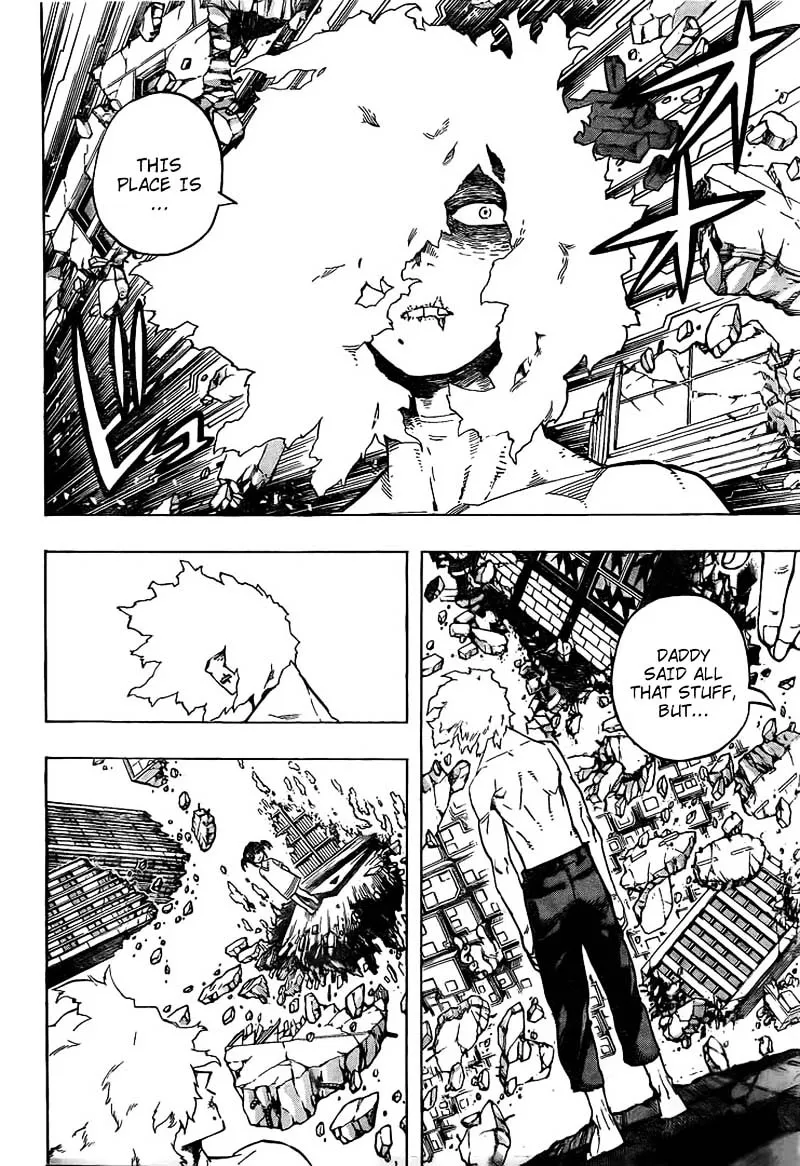 THIS
PLACE IS
...
DADDY
SAID ALL
THAT STUFF,
BUT...